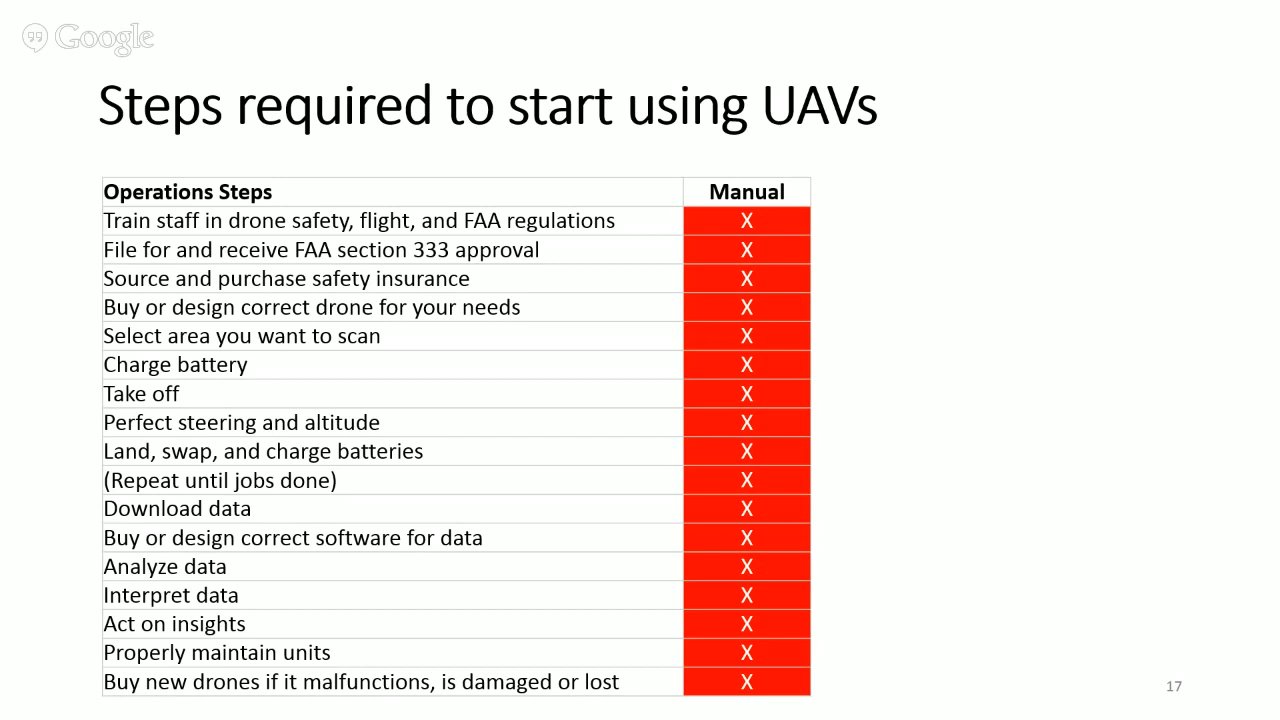 Google
Steps required to start using UAVs
Operations Steps Manual
Train staff in drone safety, flight, and FAA regulations X
File for and receive FAA section 333 approval X
Source and purchase safety insurance X
Buy or design correct drone for your needs X
Select area you want to scan X
Charge battery X
Take off X
Perfect steering and altitude X
Land, swap, and charge batteries X
(Repeat until jobs done) X
Download data X
Buy or design correct software for data X
Analyze data X
Interpret data X
Act on insights X
Properly maintain units X
Buy new drones if it malfunctions, is damaged or lost X
17